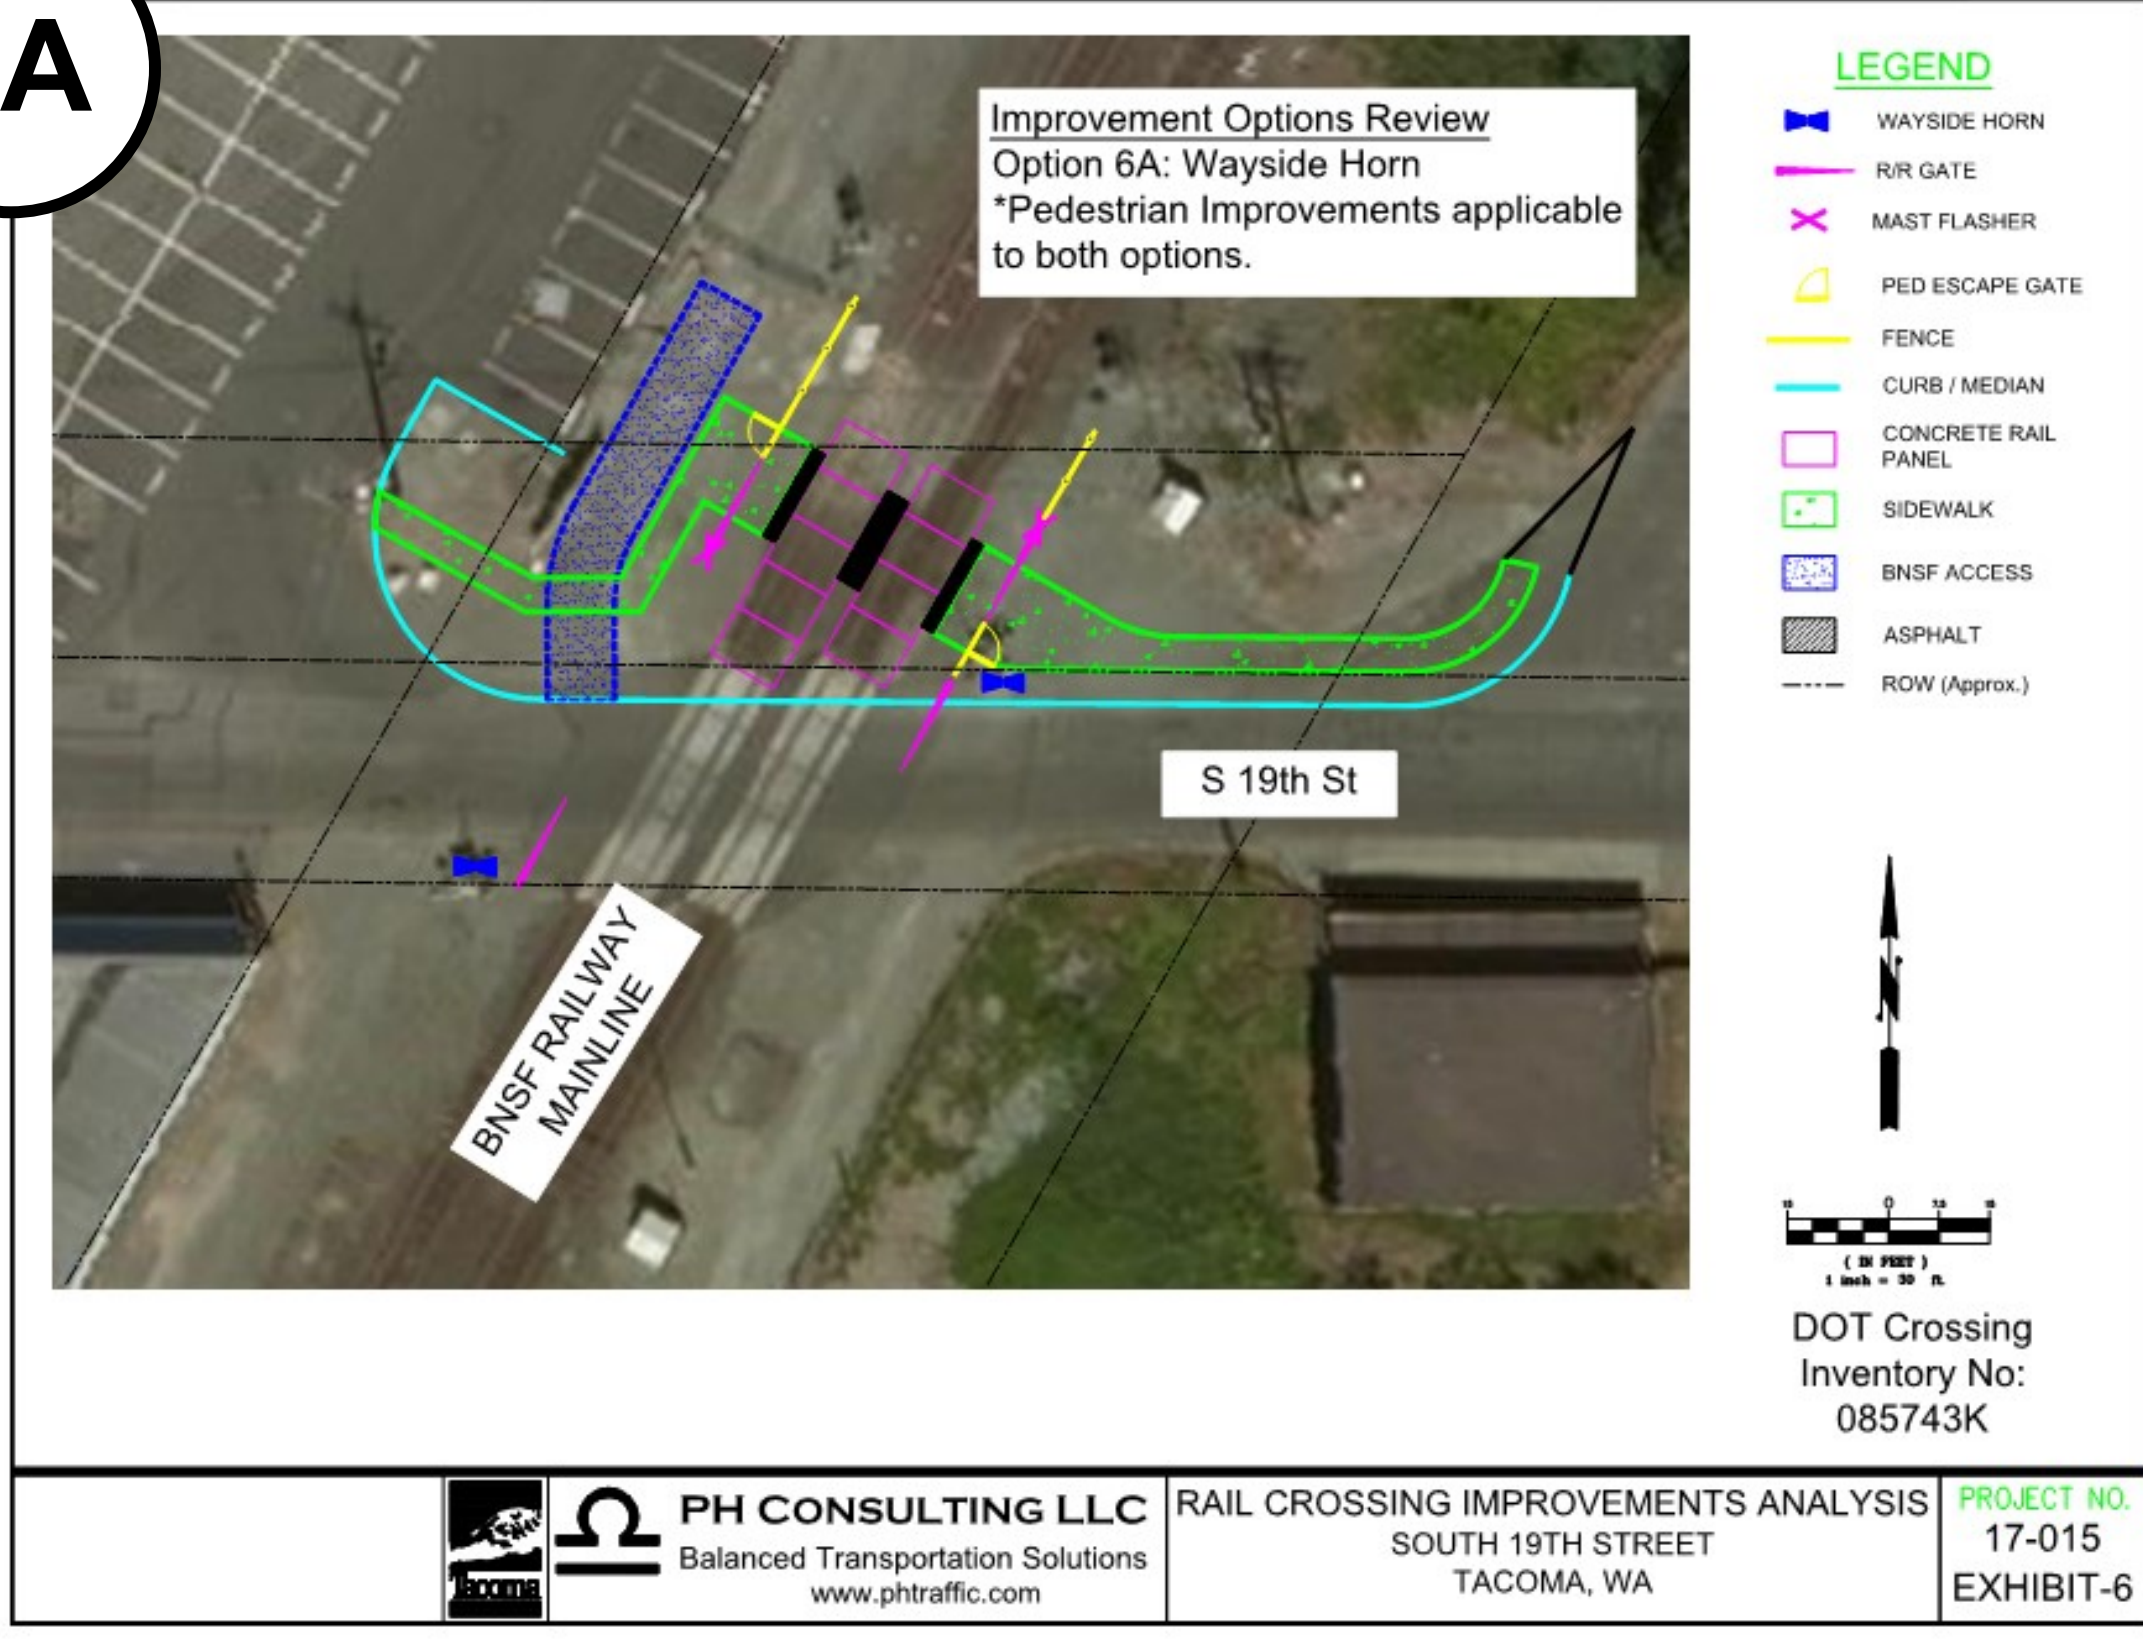 A
Improvement Options Review
Option 6A: Wayside Horn
*Pedestrian Improvements applicable
to both options.
LEGEND
WAYSIDE HORN
R/R GATE
MAST FLASHER
PED ESCAPE GATE
FENCE
CURB / MEDIAN
CONCRETE RAIL
PANEL
SIDEWALK
BNSF ACCESS
ASPHALT
ROW (Approx.)
S 19th St
BNSF RAILWAY
MAINLINE
N
15 0 7.5 15
( IN FEET )
1 inch = 30 ft.
DOT Crossing
Inventory No:
085743K
Tacoma
PH CONSULTING LLC
Balanced Transportation Solutions
www.phtraffic.com
RAIL CROSSING IMPROVEMENTS ANALYSIS
SOUTH 19TH STREET
TACOMA, WA
PROJECT NO.
17-015
EXHIBIT-6